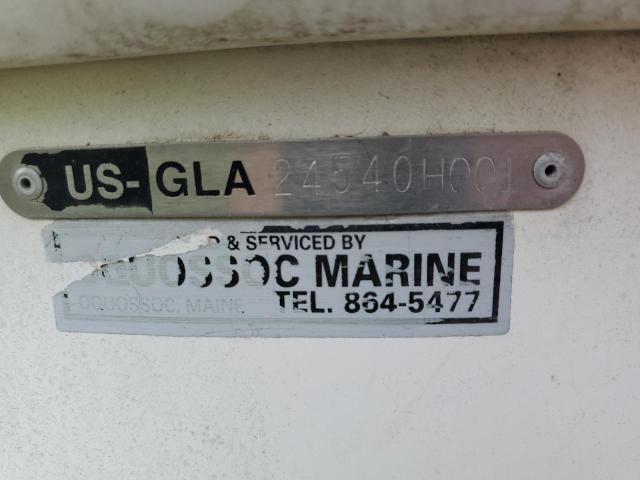 US-GLA 24540H001
& SERVICED BY
OQUOSSOC MARINE
OQUOSSOC, MAINE TEL. 864-5477